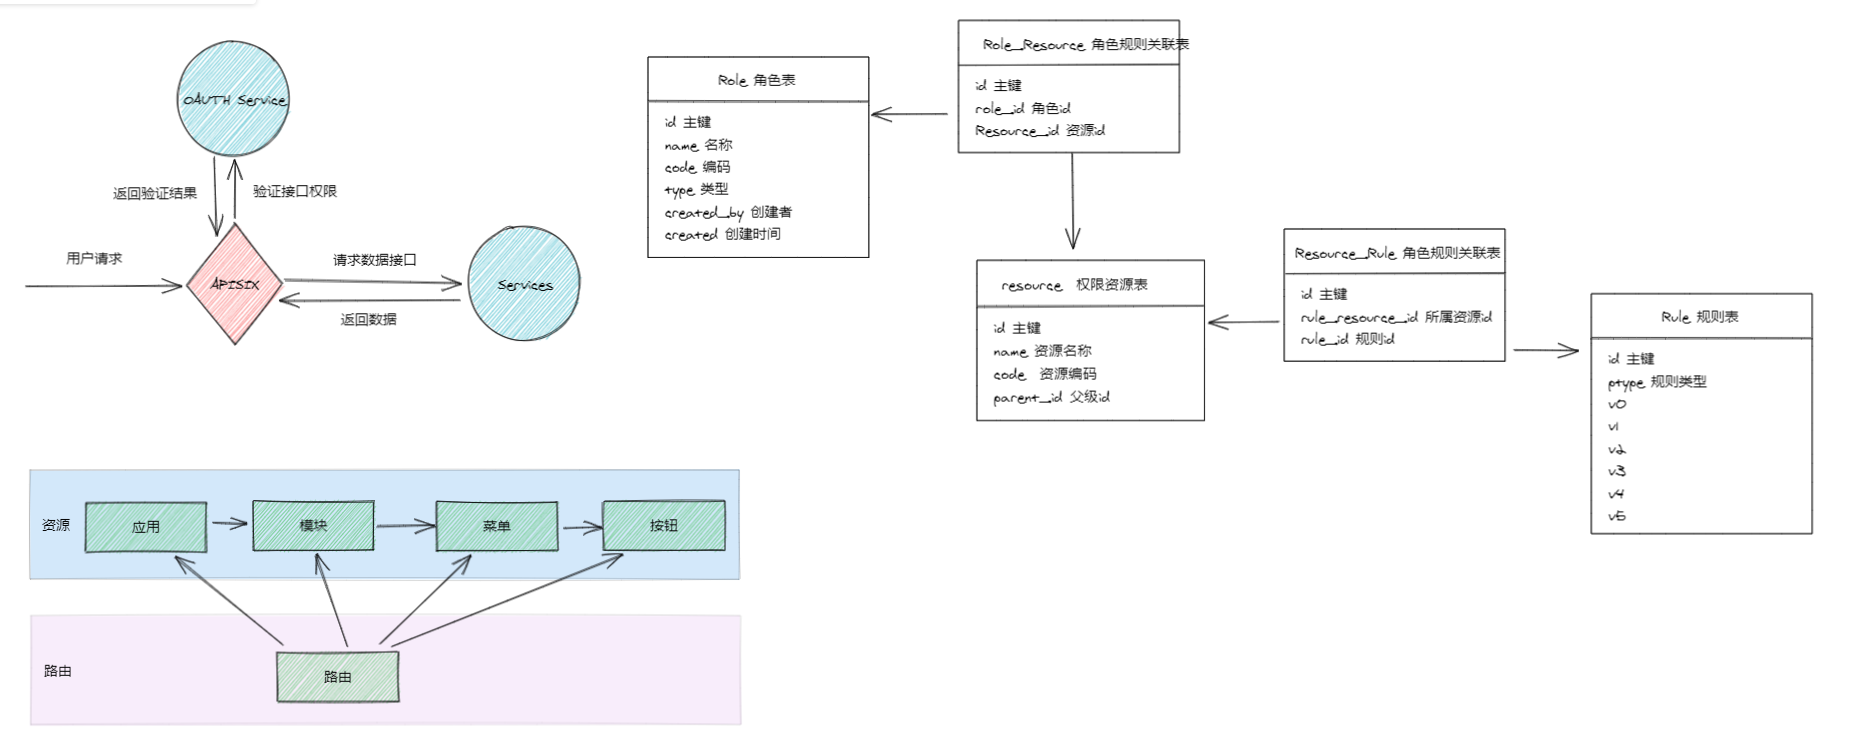 OAUTH Service
返回验证结果
验证接口权限
用户请求
APISIX
请求数据接口
返回数据
Services
Role 角色表
id 主键
name 名称
code 编码
type 类型
created_by 创建者
created 创建时间
Role_Resource 角色规则关联表
id 主键
role_id 角色id
Resource_id 资源id
resource 权限资源表
id 主键
name 资源名称
code 资源编码
parent_id 父级id
Resource_Rule 角色规则关联表
id 主键
rule_resource_id 所属资源id
rule_id 规则id
Rule 规则表
id 主键
ptype 规则类型
v0
v1
v2
v3
v4
v5
资源
应用
模块
菜单
按钮
路由
路由